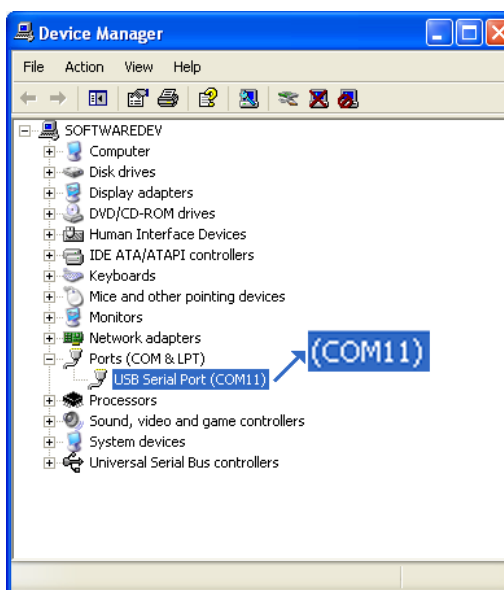 Device Manager
File Action View Help
SOFTWAREDEV
Computer
Disk drives
Display adapters
DVD/CD-ROM drives
Human Interface Devices
IDE ATA/ATAPI controllers
Keyboards
Mice and other pointing devices
Monitors
Network adapters
Ports (COM & LPT)
(COM11)
USB Serial Port (COM11)
Processors
Sound, video and game controllers
System devices
Universal Serial Bus controllers